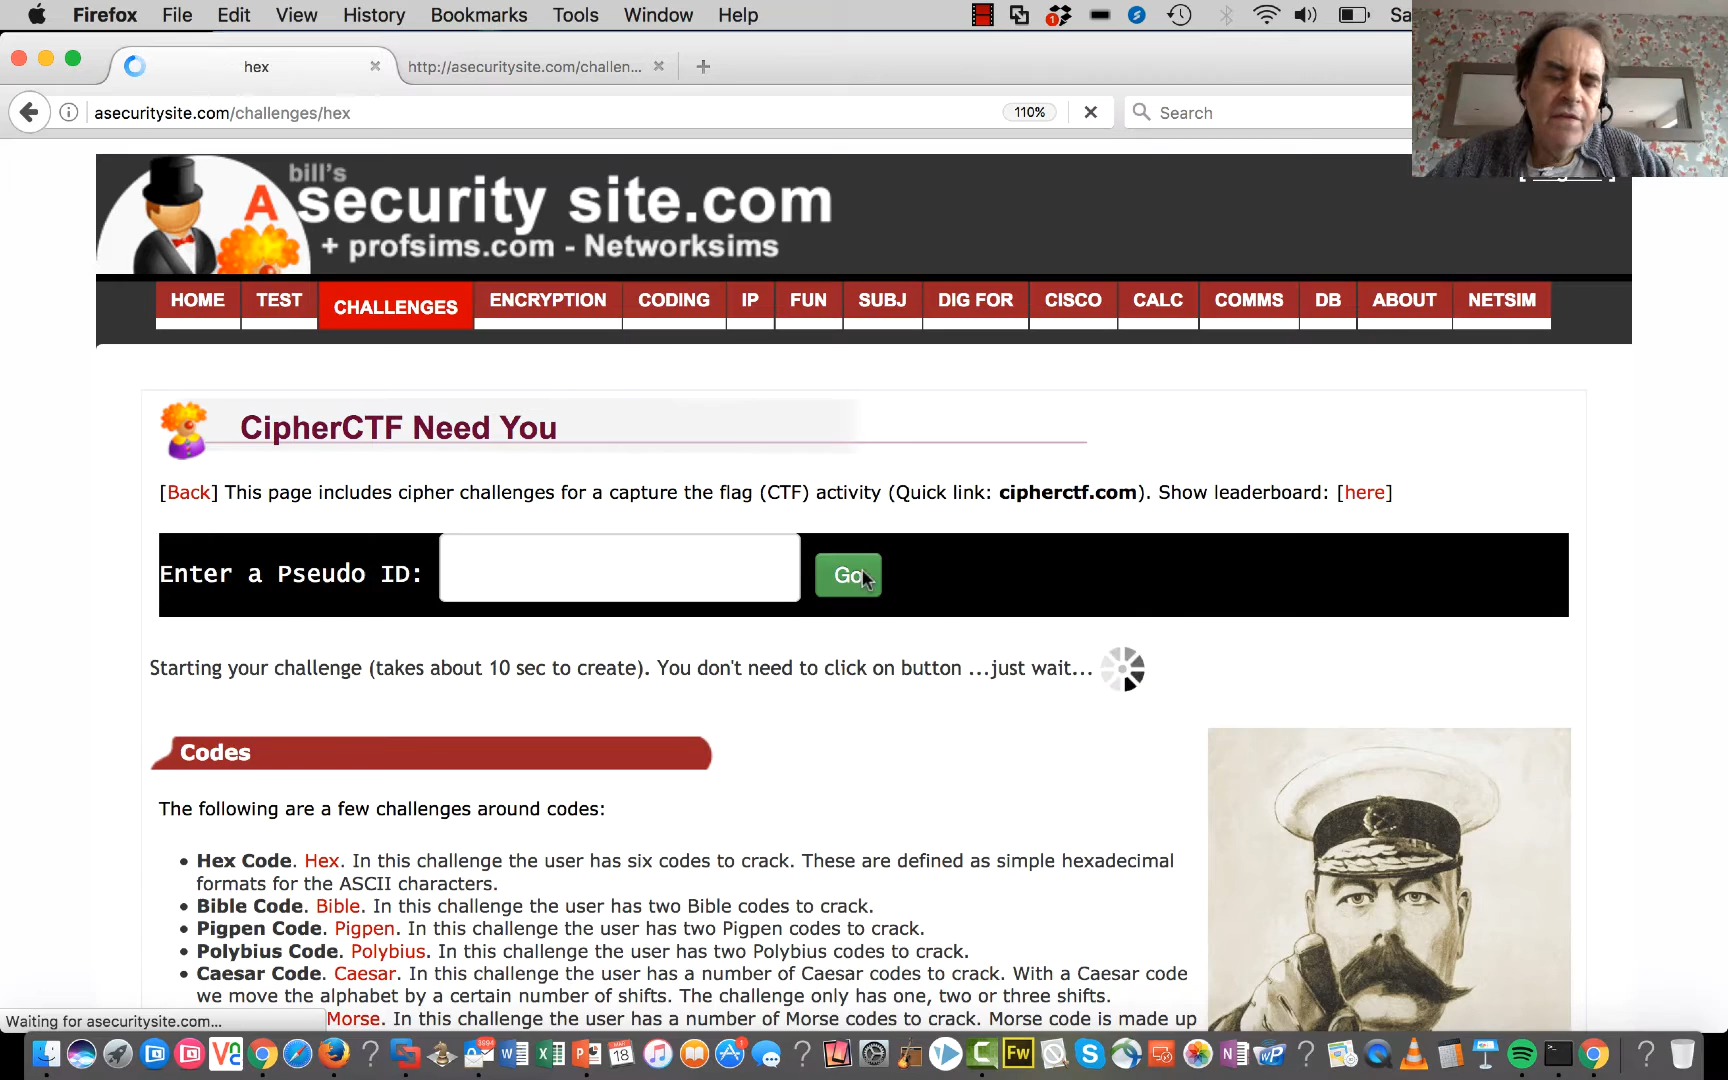 Firefox File Edit View History Bookmarks Tools Window Help
hex
http://asecuritysite.com/challen...
asecuritysite.com/challenges/hex
110%
Search
bill's
A security site.com
+ profsims.com - Networksims
HOME TEST CHALLENGES ENCRYPTION CODING IP FUN SUBJ DIG FOR CISCO CALC COMMS DB ABOUT NETSIM
CipherCTF Need You
[Back] This page includes cipher challenges for a capture the flag (CTF) activity (Quick link: cipherctf.com). Show leaderboard: [here]
Enter a Pseudo ID:
Go
Starting your challenge (takes about 10 sec to create). You don't need to click on button ...just wait...
Codes
The following are a few challenges around codes:
• Hex Code. Hex. In this challenge the user has six codes to crack. These are defined as simple hexadecimal
formats for the ASCII characters.
• Bible Code. Bible. In this challenge the user has two Bible codes to crack.
• Pigpen Code. Pigpen. In this challenge the user has two Pigpen codes to crack.
• Polybius Code. Polybius. In this challenge the user has two Polybius codes to crack.
• Caesar Code. Caesar. In this challenge the user has a number of Caesar codes to crack. With a Caesar code
we move the alphabet by a certain number of shifts. The challenge only has one, two or three shifts.
Morse. In this challenge the user has a number of Morse codes to crack. Morse code is made up
Waiting for asecuritysite.com...